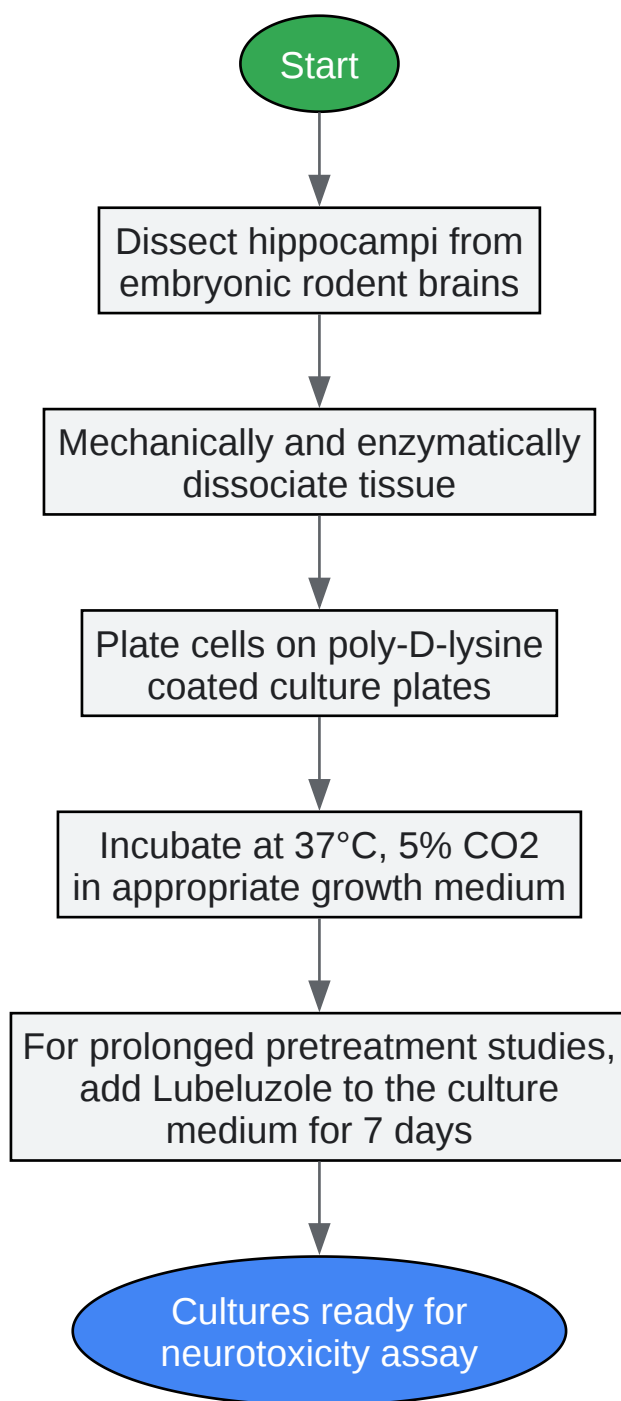 Start
Dissect hippocampi from
embryonic rodent brains
Mechanically and enzymatically
dissociate tissue
Plate cells on poly-D-lysine
coated culture plates
Incubate at 37°C, 5% CO2
in appropriate growth medium
For prolonged pretreatment studies,
add Lubeluzole to the culture
medium for 7 days
Cultures ready for
neurotoxicity assay